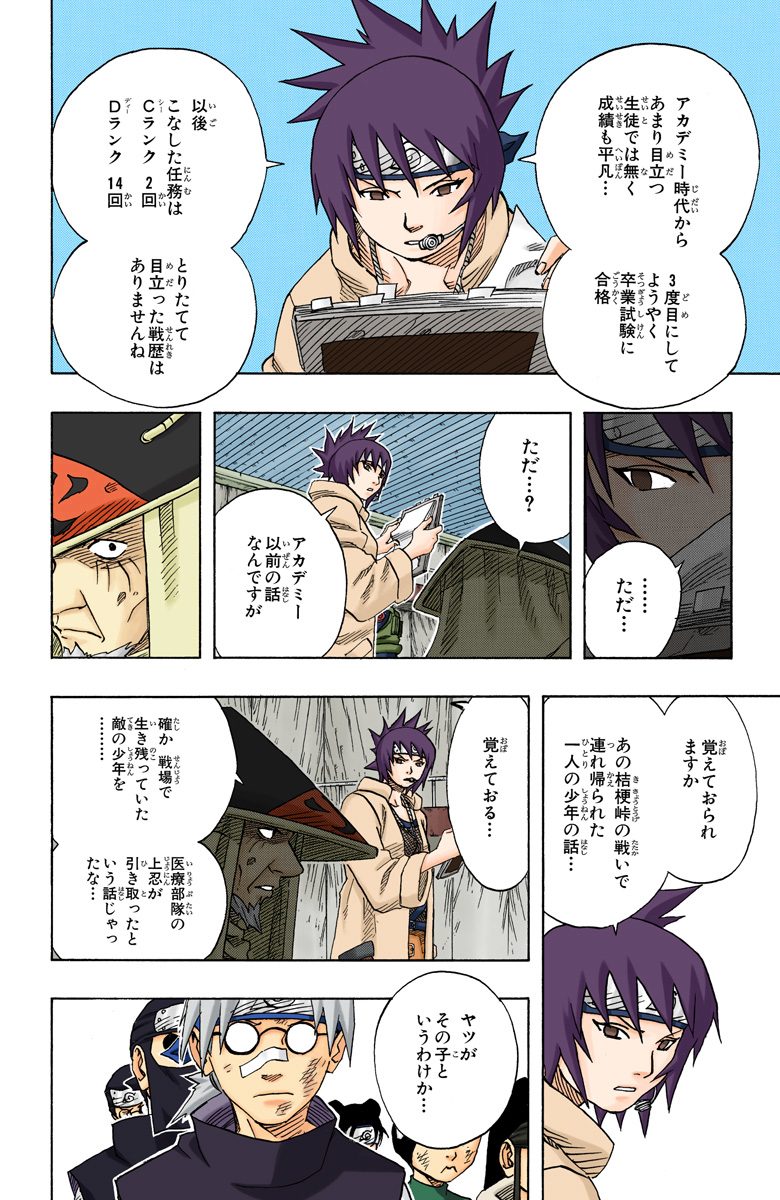 アカデミー時代から
あまり目立つ
生徒では無く
成績も平凡…
3度目にして
ようやく
卒業試験に
合格
以後
こなした任務は
Cランク 2回
Dランク 14回
とりたてて
目立った戦歴は
ありませんね
……
ただ…
ただ…？
アカデミー
以前の話
なんですが
覚えておられ
ますか
あの桔梗峠の戦いで
連れ帰られた
一人の少年の話…
覚えておる…
確か 戦場で
生き残っていた
敵の少年を
………
医療部隊の
上忍が
引き取ったと
いう話じゃっ
たな…
ヤツが
その子と
いうわけか…